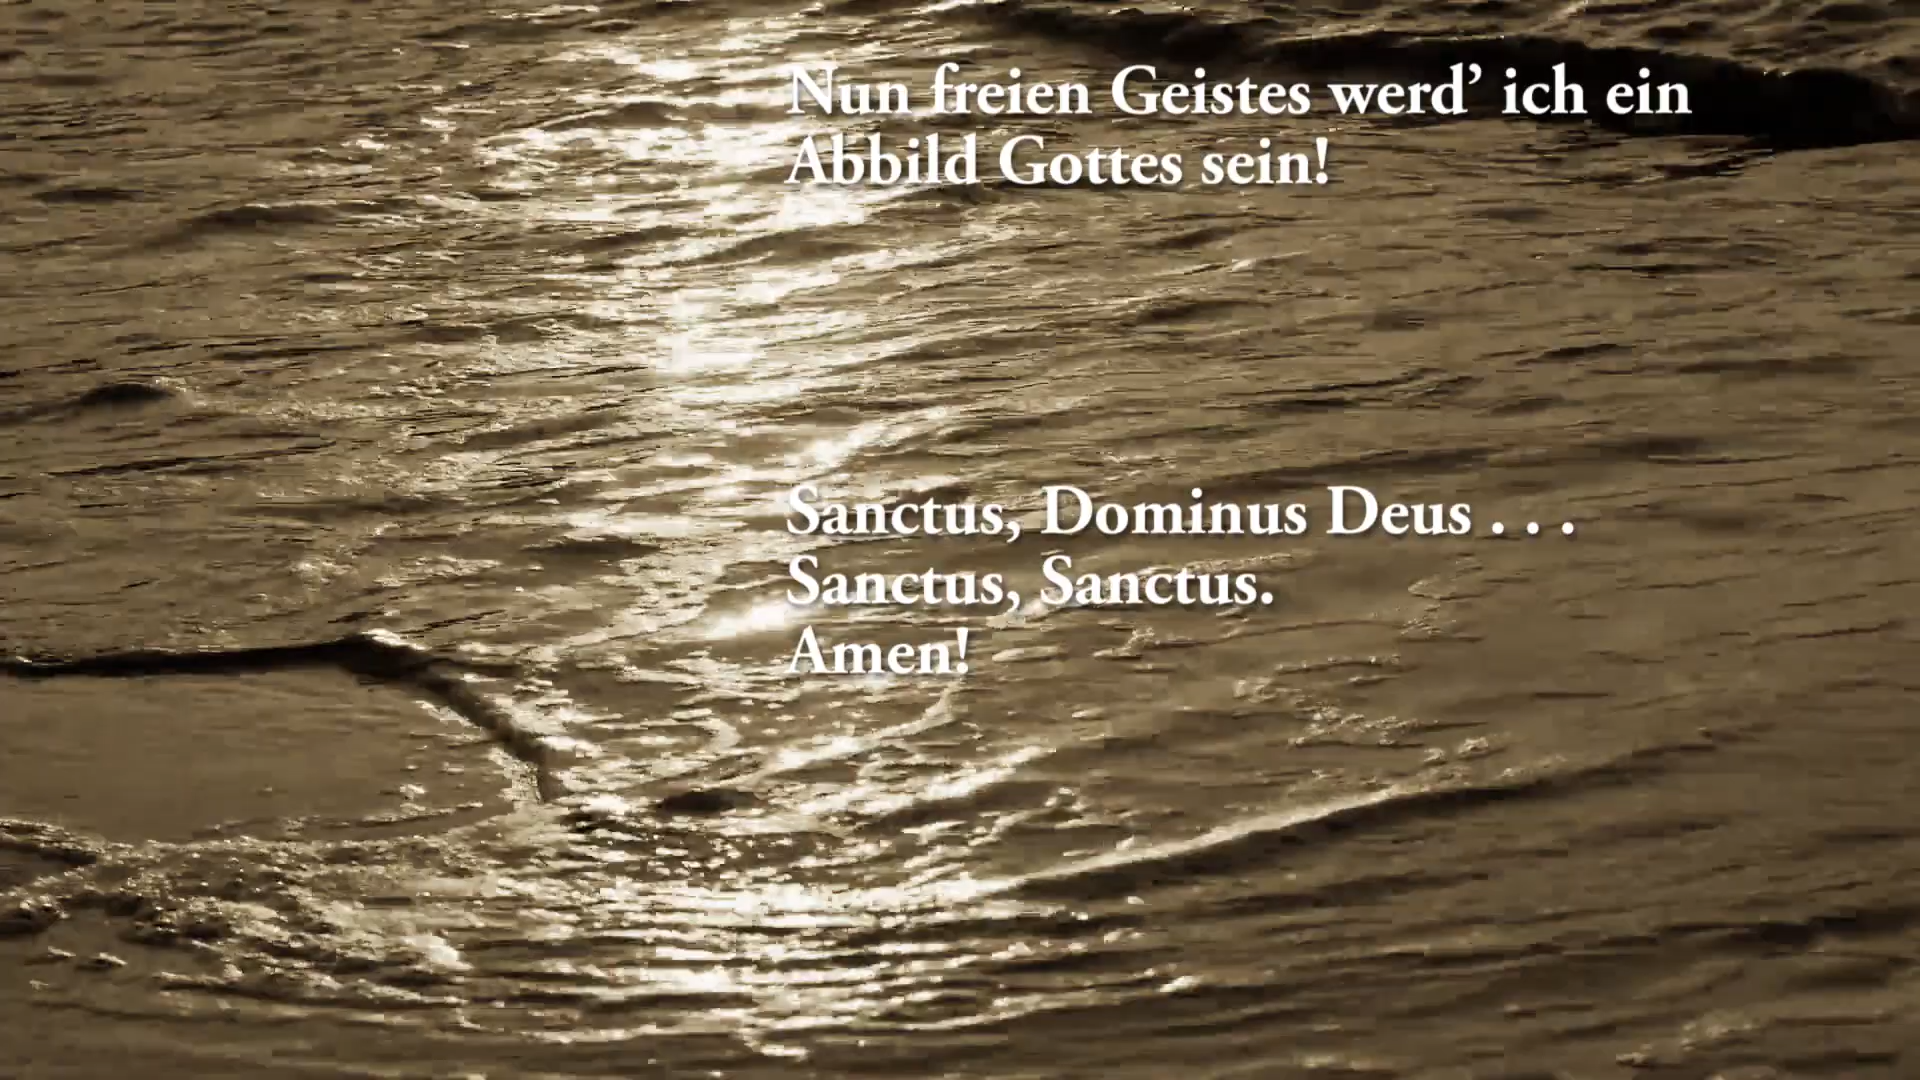 Nun freien Geistes werd’ ich ein
Abbild Gottes sein!
Sanctus, Dominus Deus . . .
Sanctus, Sanctus.
Amen!